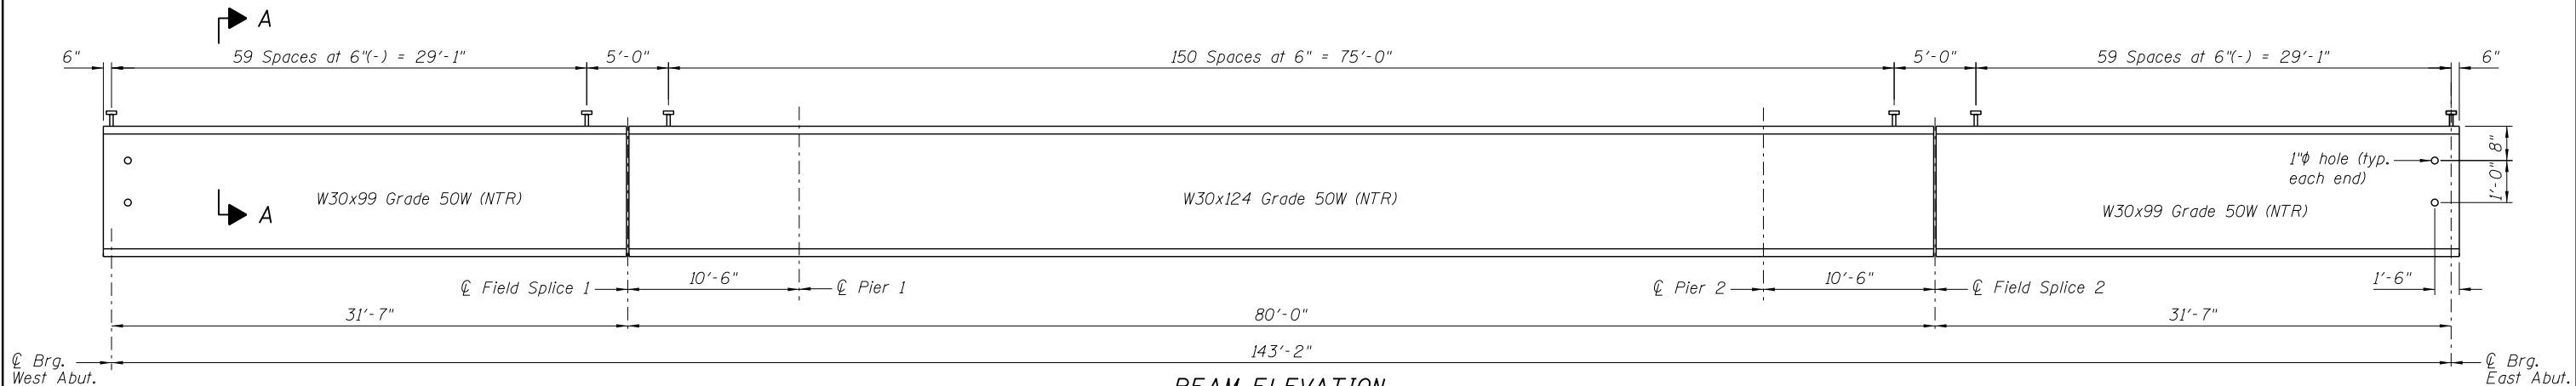 A
6" 59 Spaces at 6"(-) = 29'-1" 5'-0" 150 Spaces at 6" = 75'-0" 5'-0" 59 Spaces at 6"(-) = 29'-1" 6"
8"
1"ϕ hole (typ.
each end)
1'-0"
W30x99 Grade 50W (NTR) W30x124 Grade 50W (NTR) W30x99 Grade 50W (NTR)
A
℄ Field Splice 1 10'-6" ℄ Pier 1 ℄ Pier 2 10'-6" ℄ Field Splice 2 1'-6"
31'-7" 80'-0" 31'-7"
143'-2"
℄ Brg.
West Abut.
℄ Brg.
East Abut.
BEAM ELEVATION